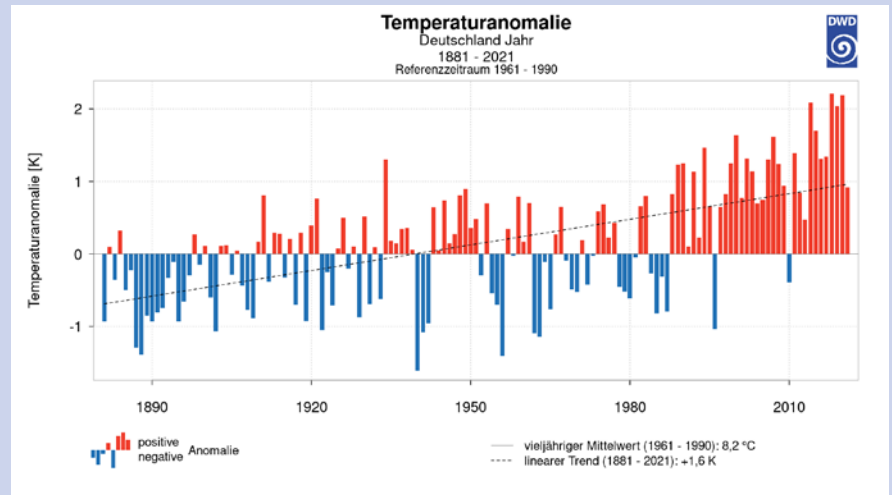 Temperaturanomalie
Deutschland Jahr
1881 - 2021
Referenzzeitraum 1961 - 1990
DWD
Temperaturanomalie [K]
2
1
0
-1
1890 1920 1950 1980 2010
positive
negative Anomalie
vieljähriger Mittelwert (1961 - 1990): 8,2 °C
linearer Trend (1881 - 2021): +1,6 K